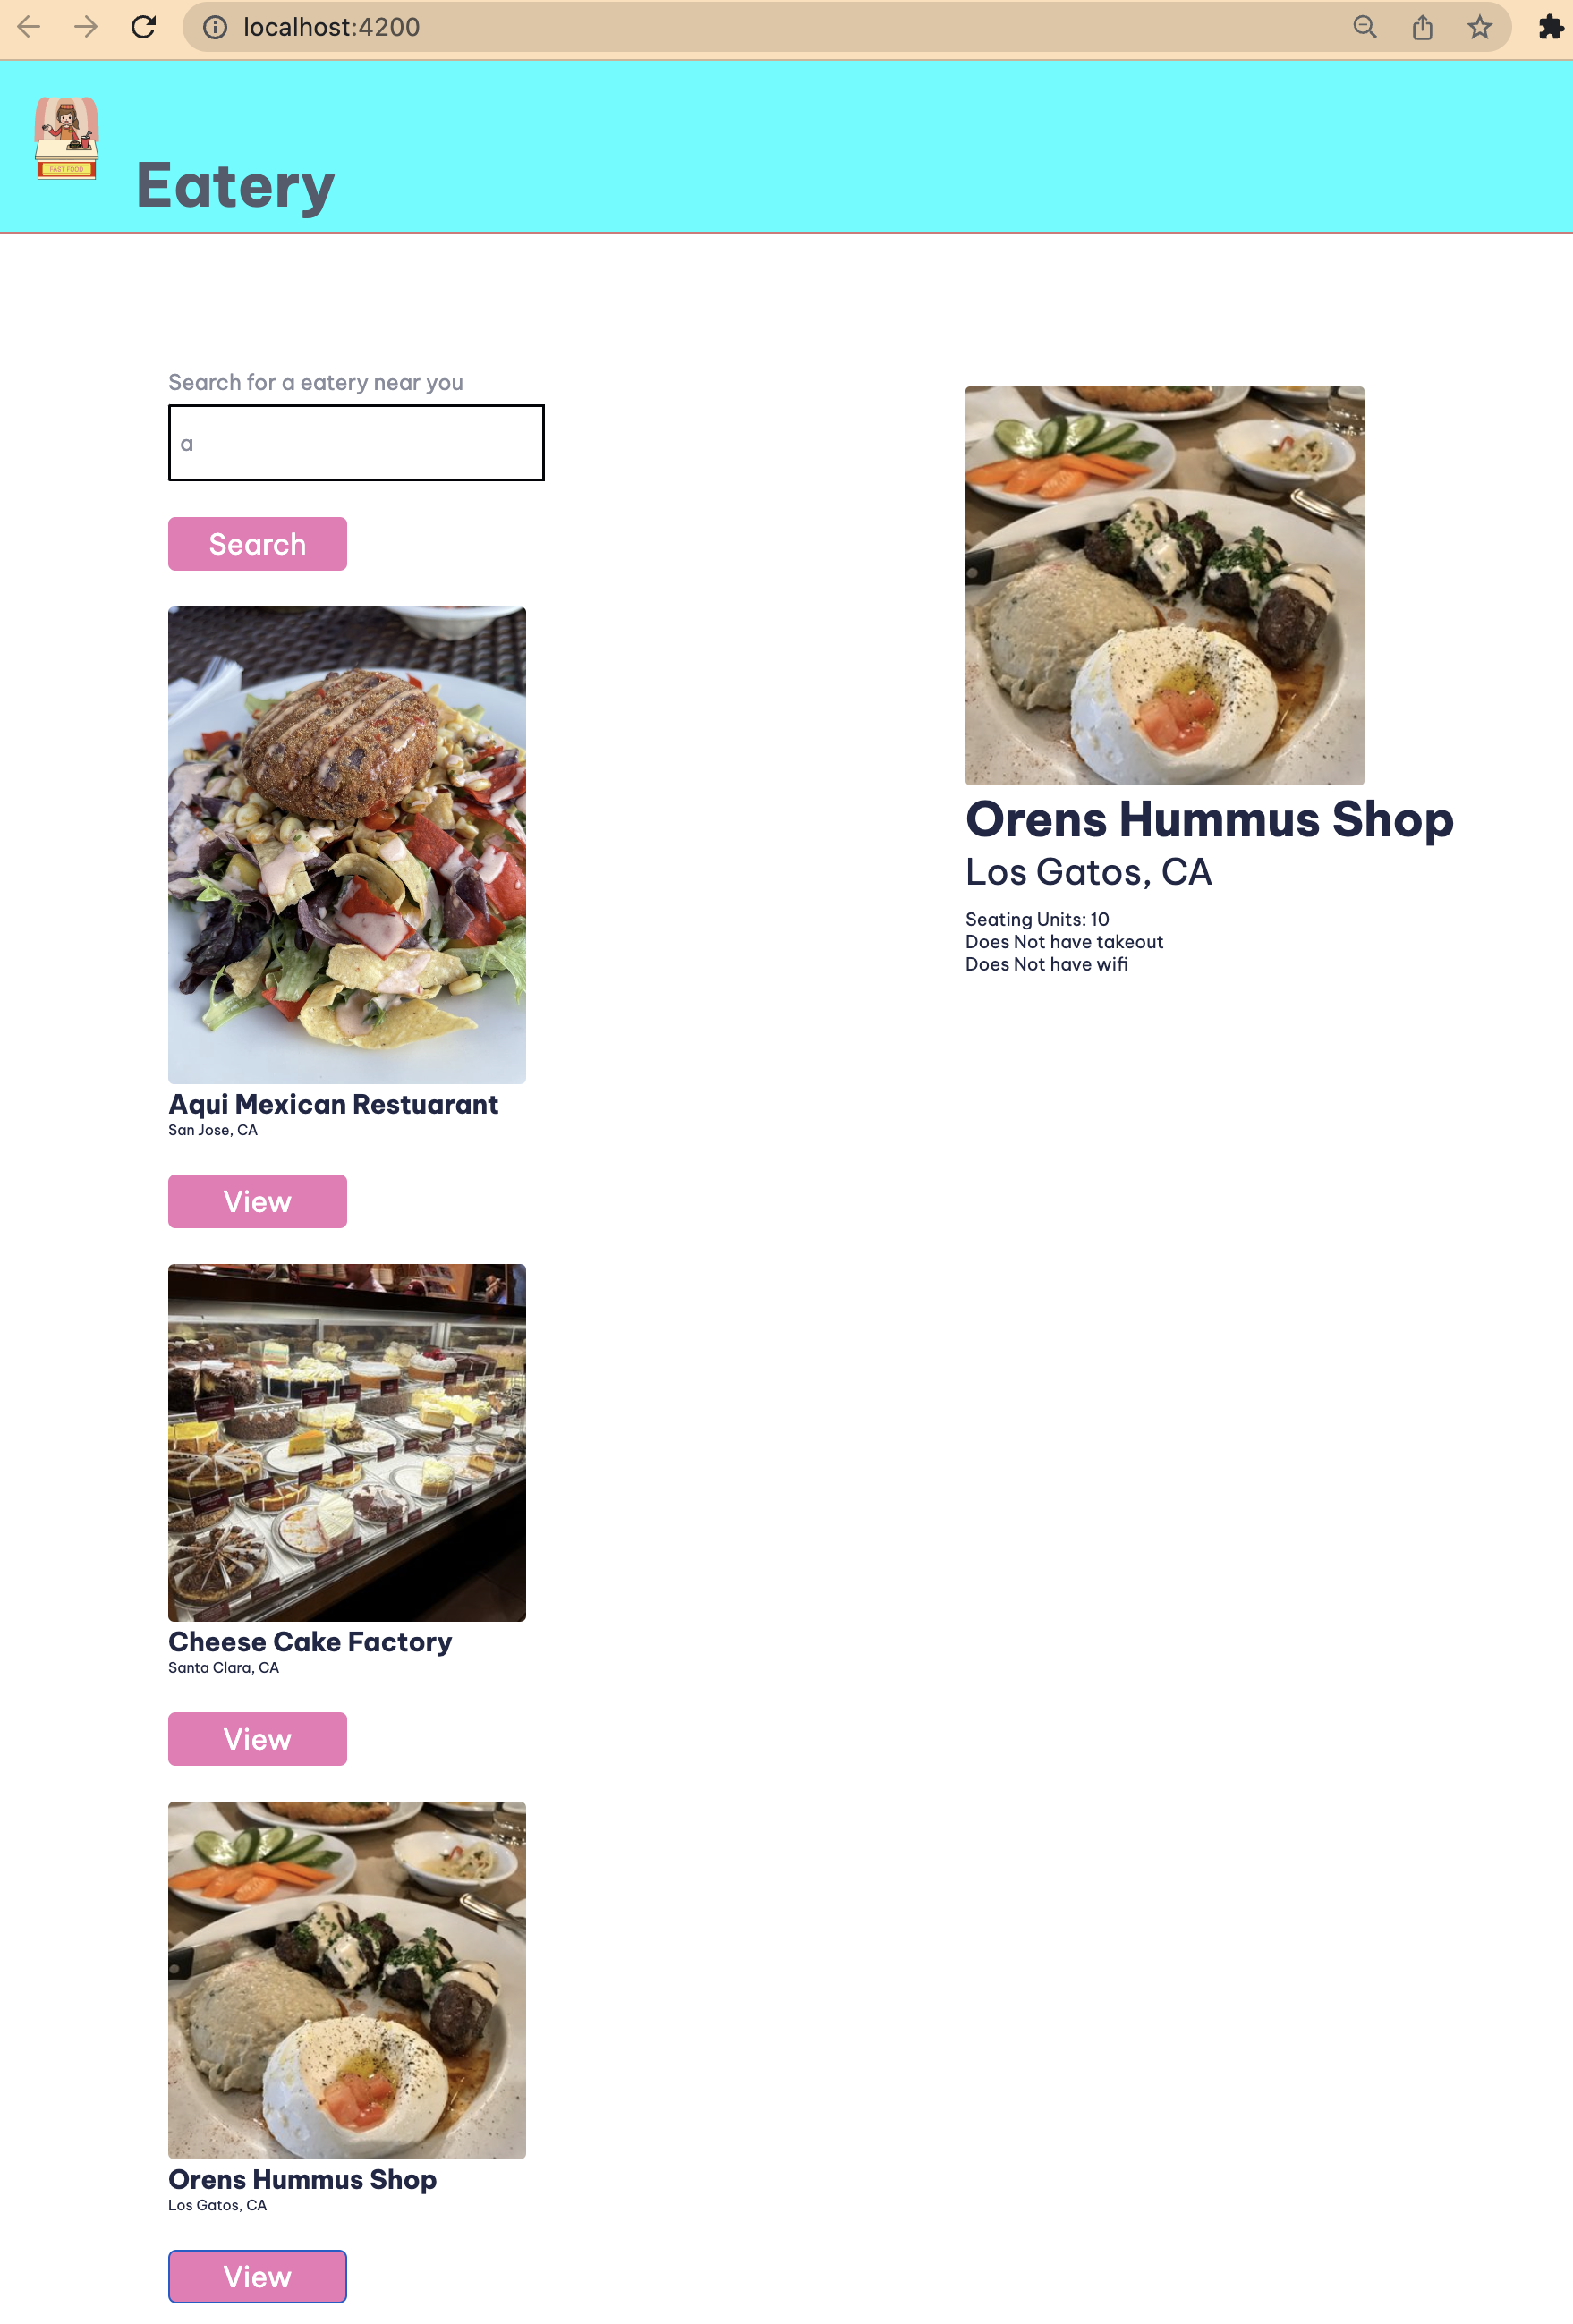 localhost:4200
FAST FOOD
Eatery
Search for a eatery near you
a
Search
Aqui Mexican Restuarant
San Jose, CA
View
Cheese Cake Factory
Santa Clara, CA
View
Orens Hummus Shop
Los Gatos, CA
View
Orens Hummus Shop
Los Gatos, CA
Seating Units: 10
Does Not have takeout
Does Not have wifi